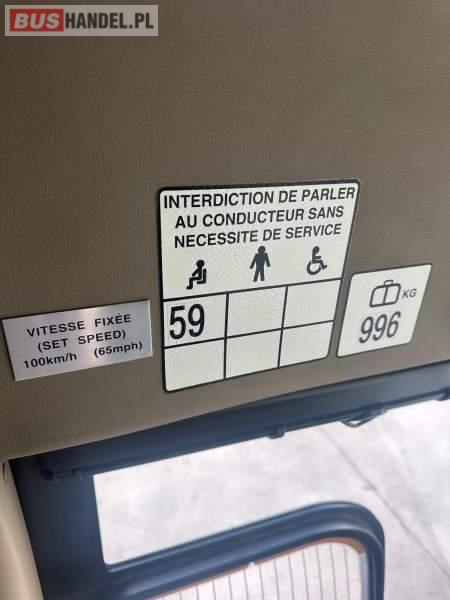 BUSHANDEL.PL
INTERDICTION DE PARLER
AU CONDUCTEUR SANS
NECESSITE DE SERVICE
59
KG
996
VITESSE FIXÉE
(SET SPEED)
100km/h (65mph)